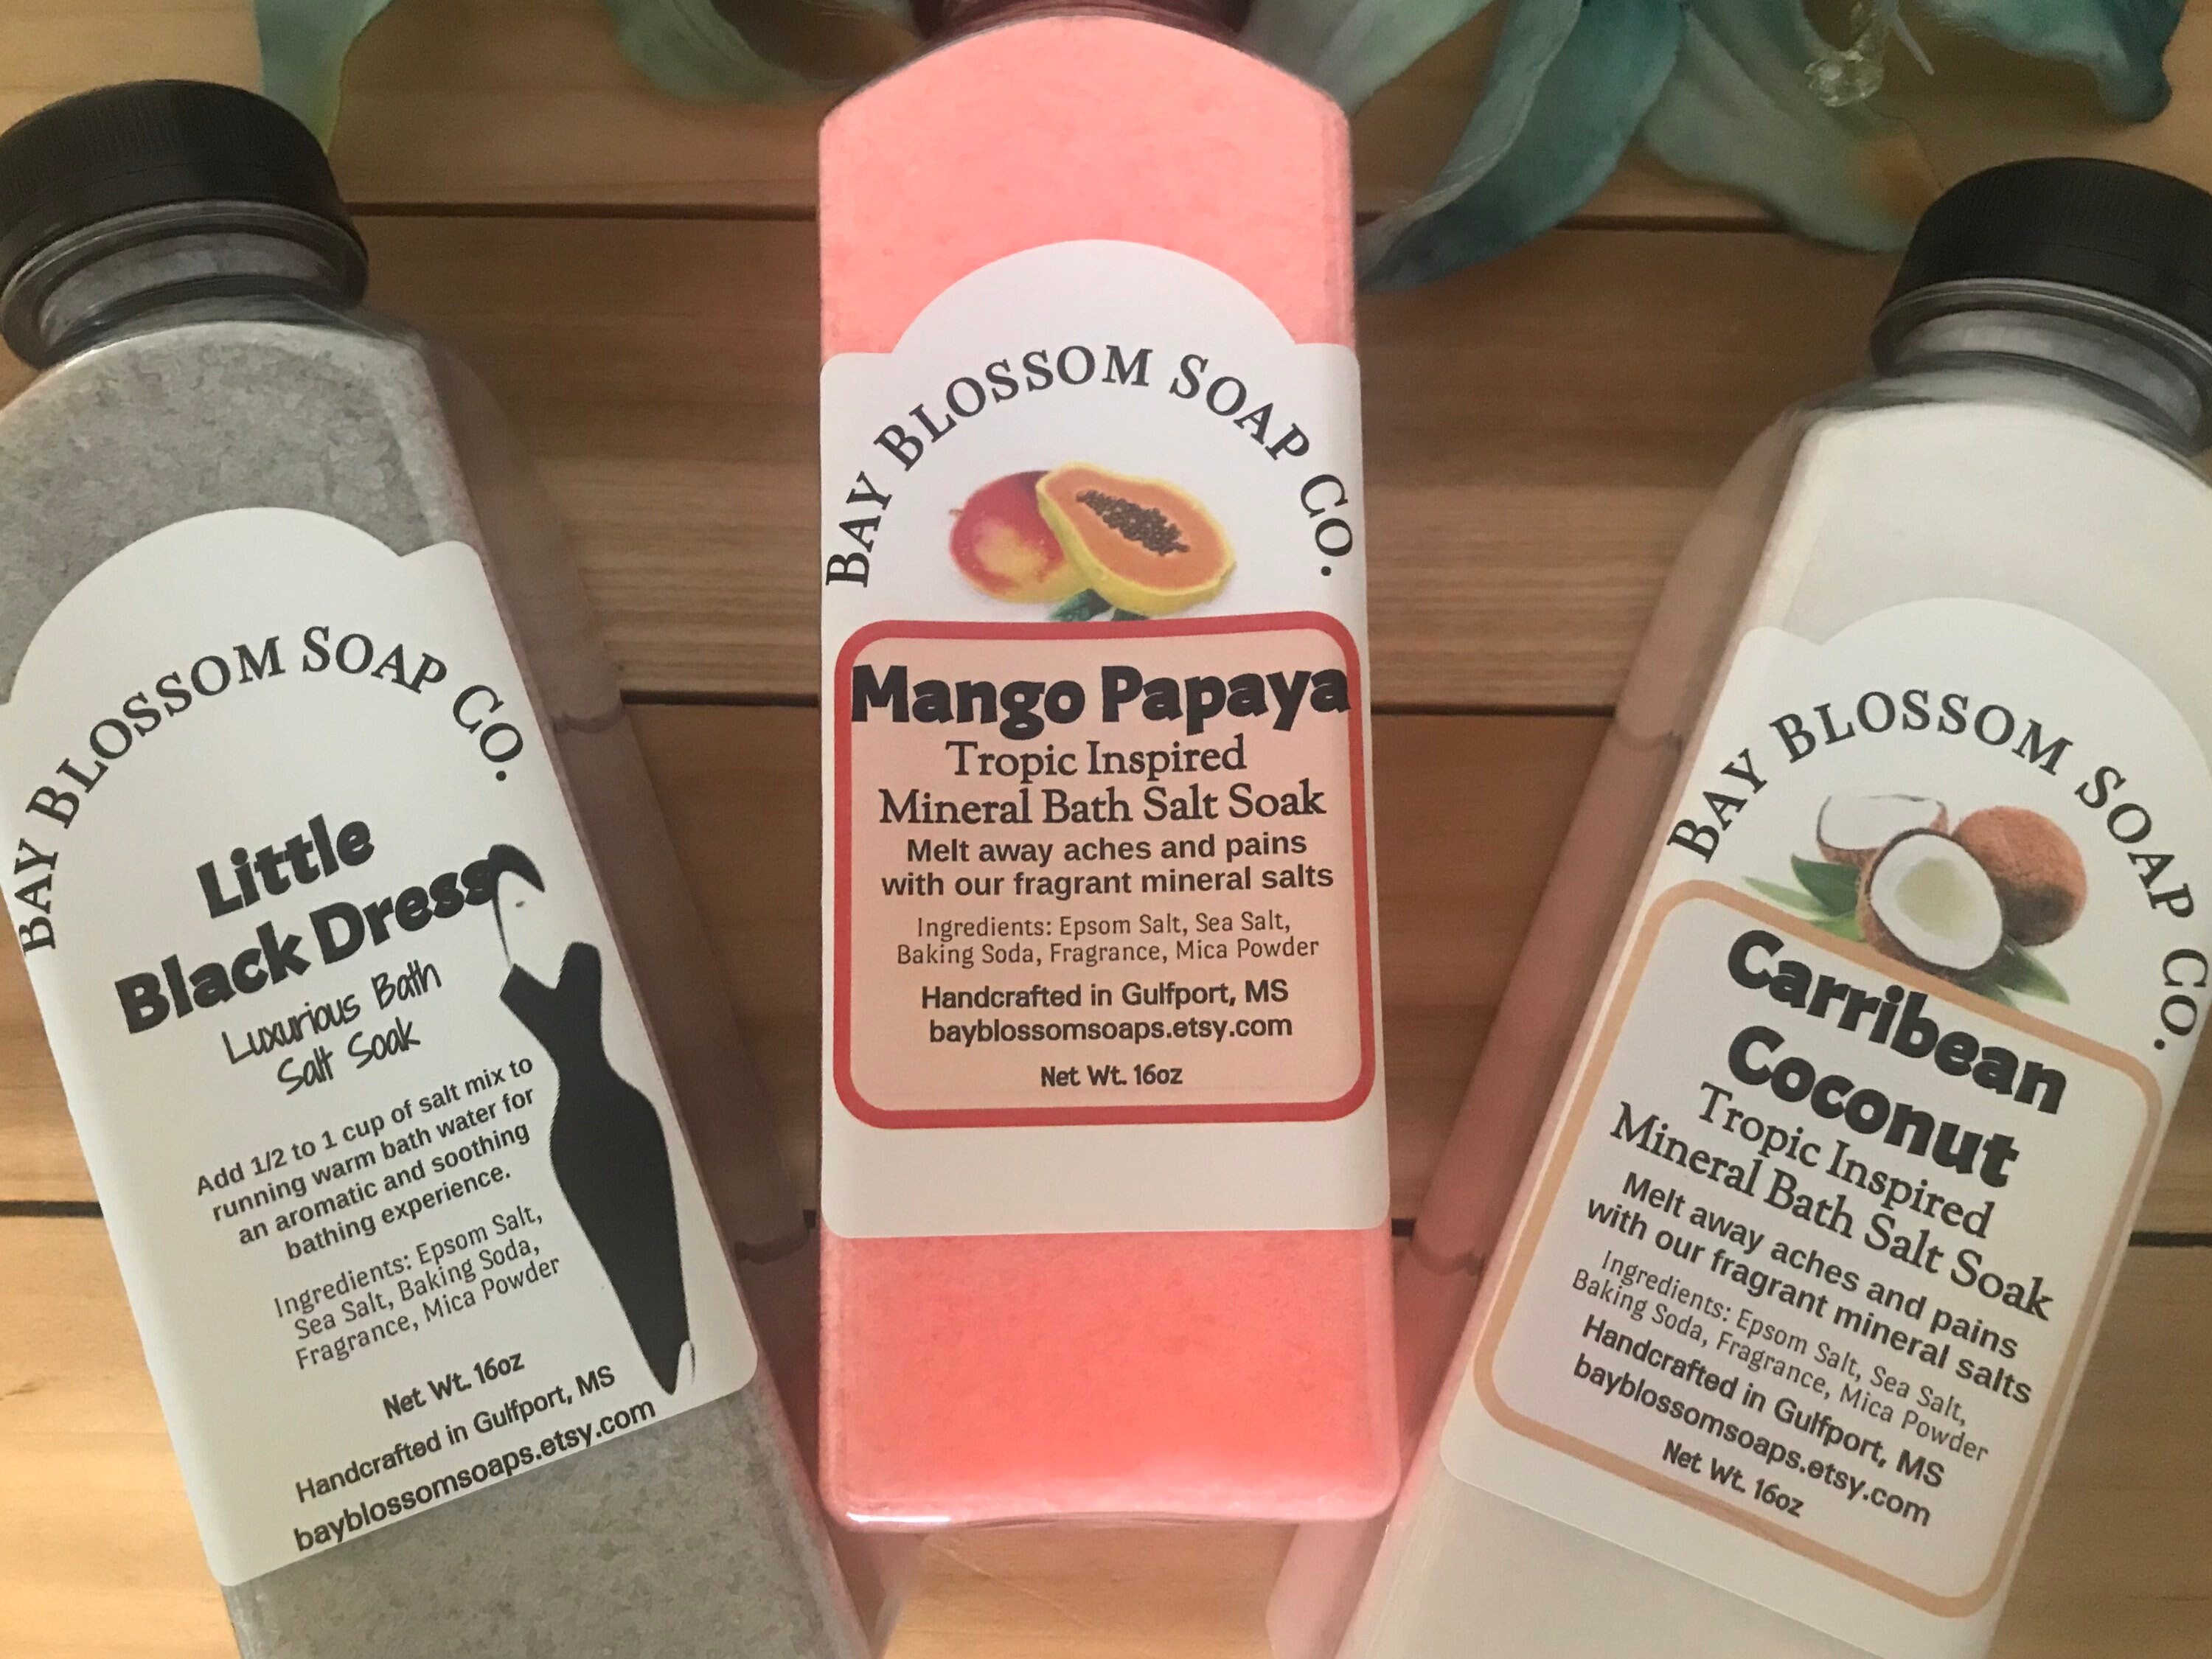 BAY BLOSSOM SOAP CO.
Little
Black Dress
Luxurious Bath
Salt Soak
Add 1/2 to 1 cup of salt mix to
running warm bath water for
an aromatic and soothing
bathing experience.
Ingredients: Epsom Salt,
Sea Salt, Baking Soda,
Fragrance, Mica Powder
Net Wt. 16oz
Handcrafted in Gulfport, MS
bayblossomsoaps.etsy.com
BAY BLOSSOM SOAP CO.
Mango Papaya
Tropic Inspired
Mineral Bath Salt Soak
Melt away aches and pains
with our fragrant mineral salts
Ingredients: Epsom Salt, Sea Salt,
Baking Soda, Fragrance, Mica Powder
Handcrafted in Gulfport, MS
bayblossomsoaps.etsy.com
Net Wt. 16oz
BAY BLOSSOM SOAP CO.
Carribean
Coconut
Tropic Inspired
Mineral Bath Salt Soak
Melt away aches and pains
with our fragrant mineral salts
Ingredients: Epsom Salt, Sea Salt,
Baking Soda, Fragrance, Mica Powder
Handcrafted in Gulfport, MS
bayblossomsoaps.etsy.com
Net Wt. 16oz